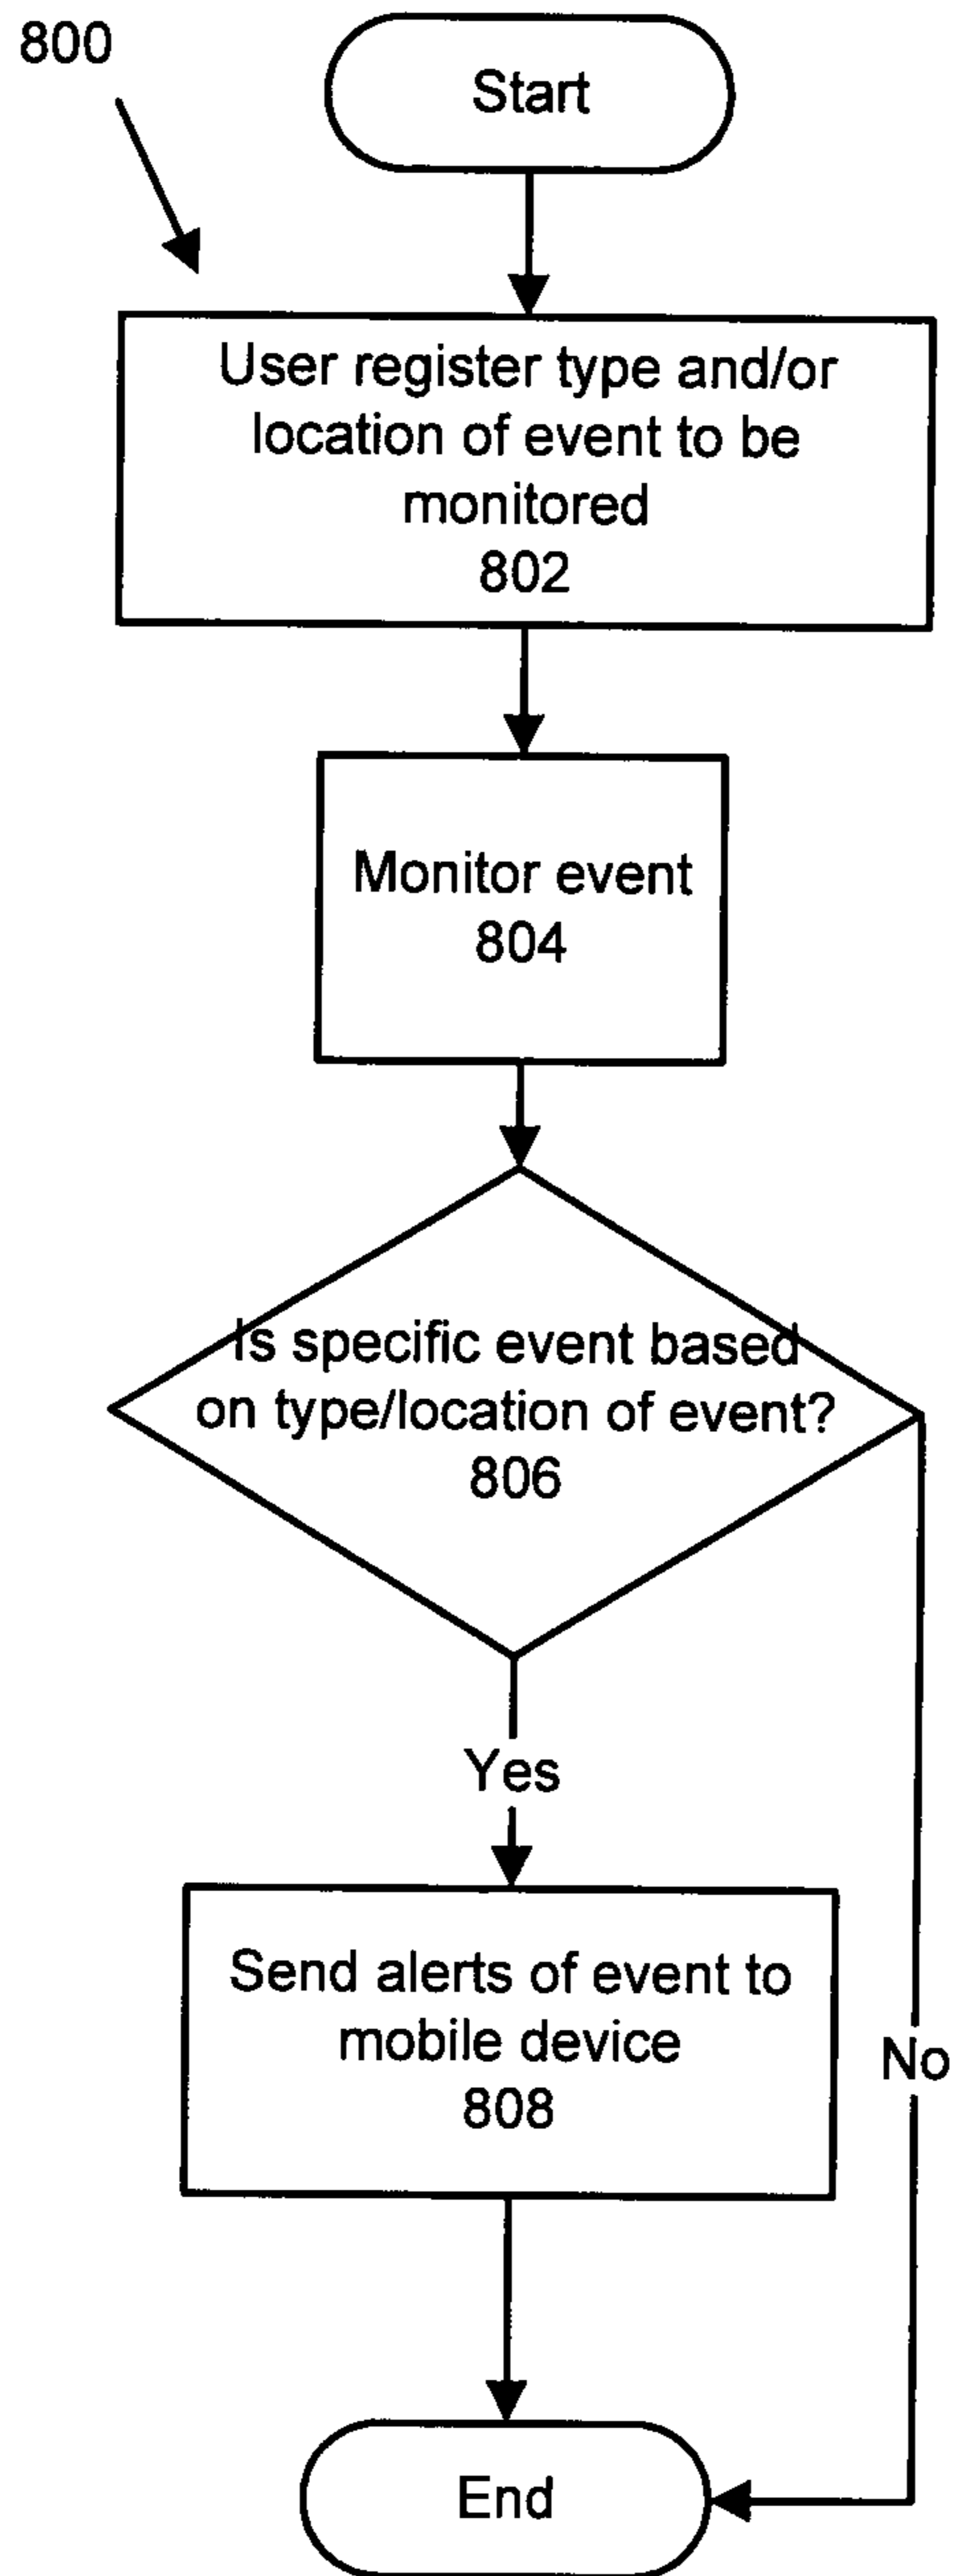 800
Start
User register type and/or
location of event to be
monitored
802
Monitor event
804
Is specific event based
on type/location of event?
806
Yes
Send alerts of event to
mobile device
808
No
End